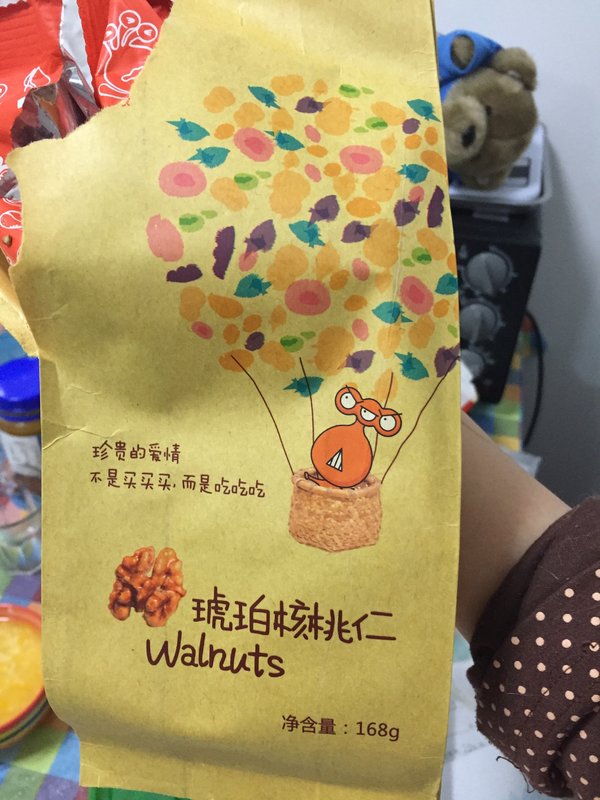 珍贵的爱情
不是买买买，而是吃吃吃
琥珀核桃仁
Walnuts
净含量：168g